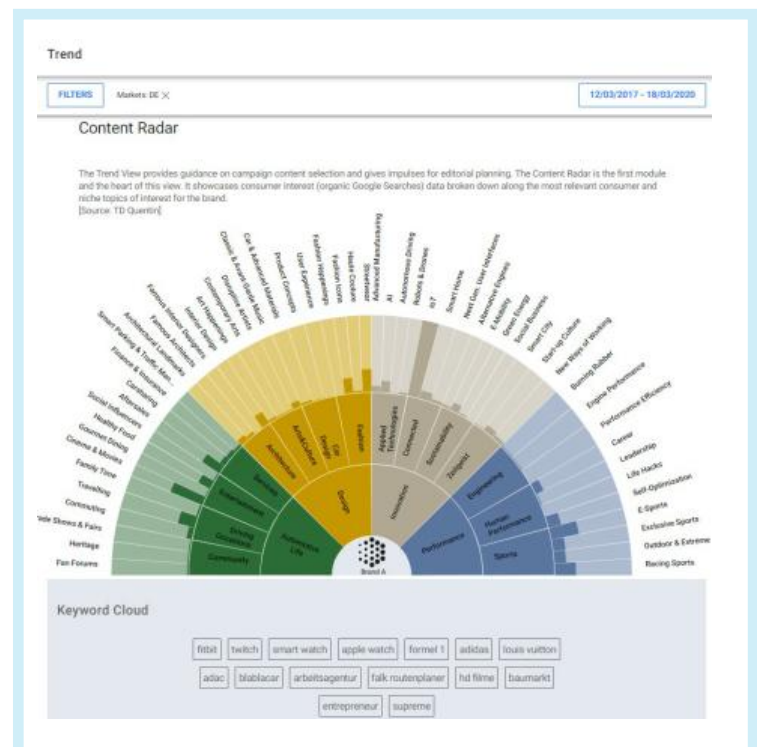 Trend
FILTERS
Markets: DE ×
12/03/2017 - 18/03/2020
Content Radar
The Trend View provides guidance on campaign content selection and gives impulses for editorial planning. The Content Radar is the first module
and the heart of this view. It showcases consumer interest (organic Google Searches) data broken down along the most relevant consumer and
niche topics of interest for the brand.
[Source: TD Quentin]
Fan Forums
Heritage
rade Shows & Fairs
Commuting
Travelling
Family Time
Cinema & Movies
Gourmet Dining
Healthy Food
Social Influencers
Aftersales
Carsharing
Finance & Insurance
Smart Parking & Traffic Man...
Architectural Landmarks
Famous Architects
Famous Interior Designers
Interior Design
Art Happenings
Contemporary Arts
Disruptive Artists
Classic & Avant Garde Music
Car & Advanced Materials
Product Concepts
User Experience
Fashion Happenings
Fashion Icons
Haute Couture
Streetwear
Advanced Manufacturing
AI
Autonomous Driving
Robots & Drones
IoT
Smart Home
Next Gen. User Interfaces
Alternative Engines
E-Mobility
Green Energy
Social Business
Smart City
Start-up Culture
New Ways of Working
Burning Rubber
Engine Performance
Performance Efficiency
Career
Leadership
Life Hacks
Self-Optimization
E-Sports
Exclusive Sports
Outdoor & Extreme
Racing Sports
Community
Driving
Occasions
Entertainment
Services
Architecture
Arts&Culture
Car
Design
Fashion
Applied
Technologies
Connected
Sustainability
Zeitgeist
Engineering
Human
Performance
Sports
Automotive
Life
Design
Innovation
Performance
Brand A
Keyword Cloud
fitbit twitch smart watch apple watch formel 1 adidas louis vuitton
adac blablacar arbeitsagentur falk routenplaner hd filme baumarkt
entrepreneur supreme